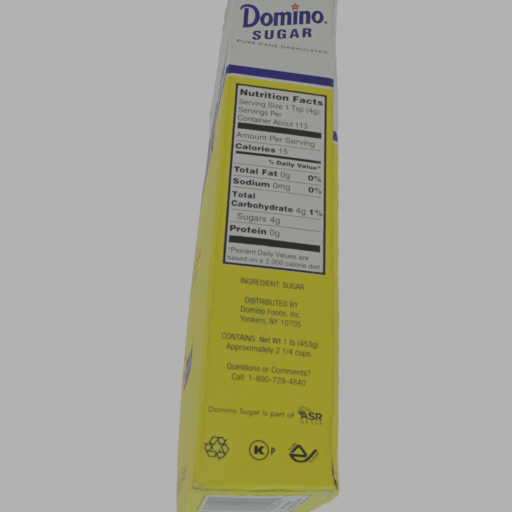 Domino
SUGAR
PURE CANE GRANULATED
Nutrition Facts
Serving Size 1 Tsp (4g)
Servings Per
Container About 113
Amount Per Serving
Calories 15
% Daily Value*
Total Fat 0g 0%
Sodium 0mg 0%
Total
Carbohydrate 4g 1%
Sugars 4g
Protein 0g
*Percent Daily Values are
based on a 2,000 calorie diet
INGREDIENT: SUGAR
DISTRIBUTED BY
Domino Foods, Inc.
Yonkers, NY 10705
CONTAINS: Net Wt 1 lb (453g)
Approximately 2 1/4 cups
Questions or Comments?
Call: 1-800-729-4840
Domino Sugar is part of ASR
GROUP
K P